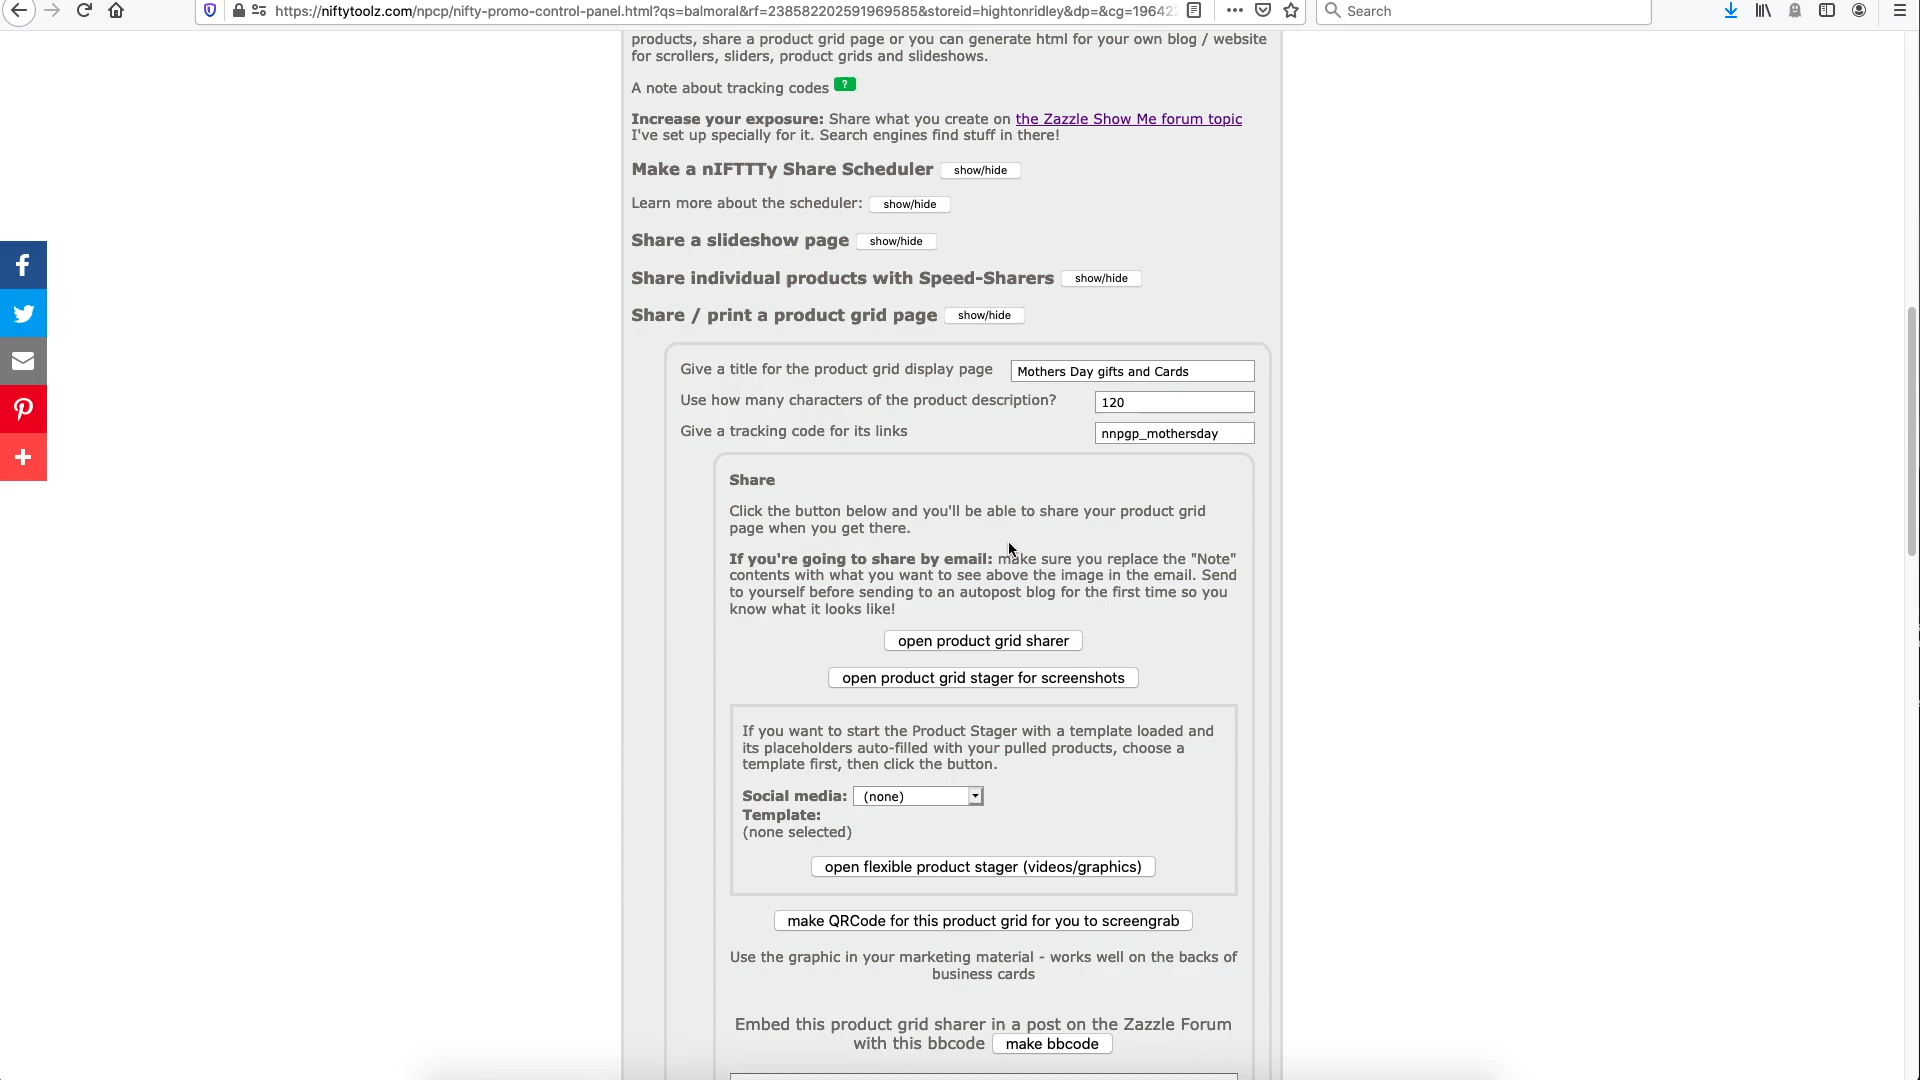 https://niftytoolz.com/npcp/nifty-promo-control-panel.html?qs=balmoral&rf=238582202591969585&storeid=hightonridley&dp=&cg=19642
Search
products, share a product grid page or you can generate html for your own blog / website
for scrollers, sliders, product grids and slideshows.
A note about tracking codes ?
Increase your exposure: Share what you create on the Zazzle Show Me forum topic
I've set up specially for it. Search engines find stuff in there!
Make a nIFTTTy Share Scheduler show/hide
Learn more about the scheduler: show/hide
Share a slideshow page show/hide
Share individual products with Speed-Sharers show/hide
Share / print a product grid page show/hide
Give a title for the product grid display page Mothers Day gifts and Cards
Use how many characters of the product description? 120
Give a tracking code for its links nnpgp_mothersday
Share
Click the button below and you'll be able to share your product grid
page when you get there.
If you're going to share by email: make sure you replace the "Note"
contents with what you want to see above the image in the email. Send
to yourself before sending to an autopost blog for the first time so you
know what it looks like!
open product grid sharer
open product grid stager for screenshots
If you want to start the Product Stager with a template loaded and
its placeholders auto-filled with your pulled products, choose a
template first, then click the button.
Social media: (none)
Template:
(none selected)
open flexible product stager (videos/graphics)
make QRCode for this product grid for you to screengrab
Use the graphic in your marketing material - works well on the backs of
business cards
Embed this product grid sharer in a post on the Zazzle Forum
with this bbcode make bbcode